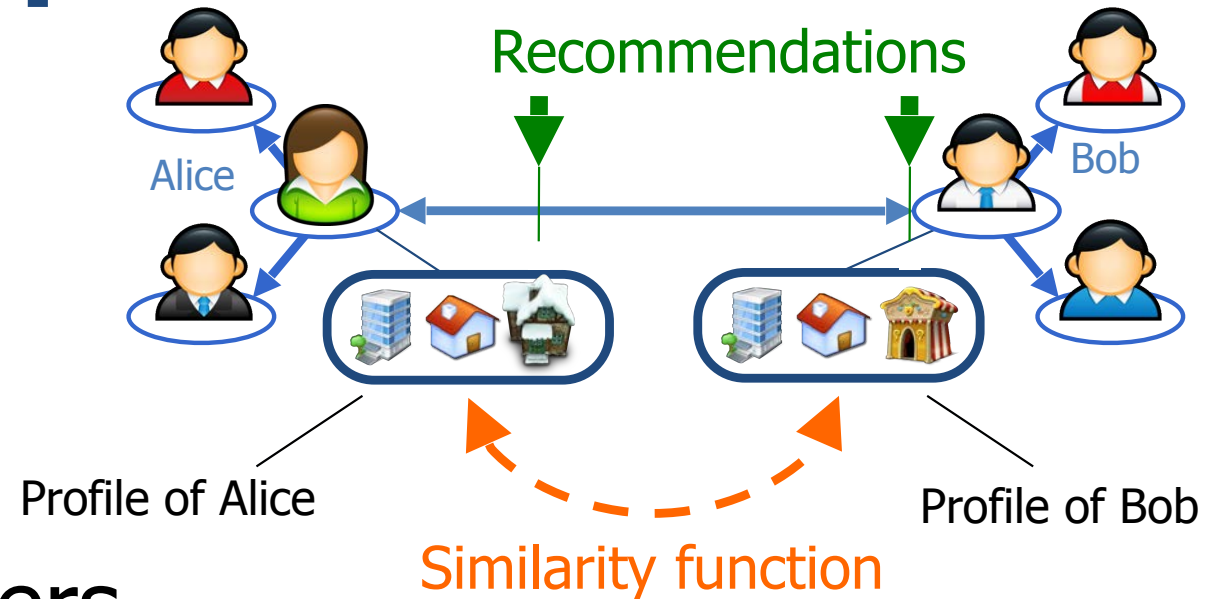 Recommendations
Alice
Bob
Profile of Alice
Profile of Bob
Similarity function